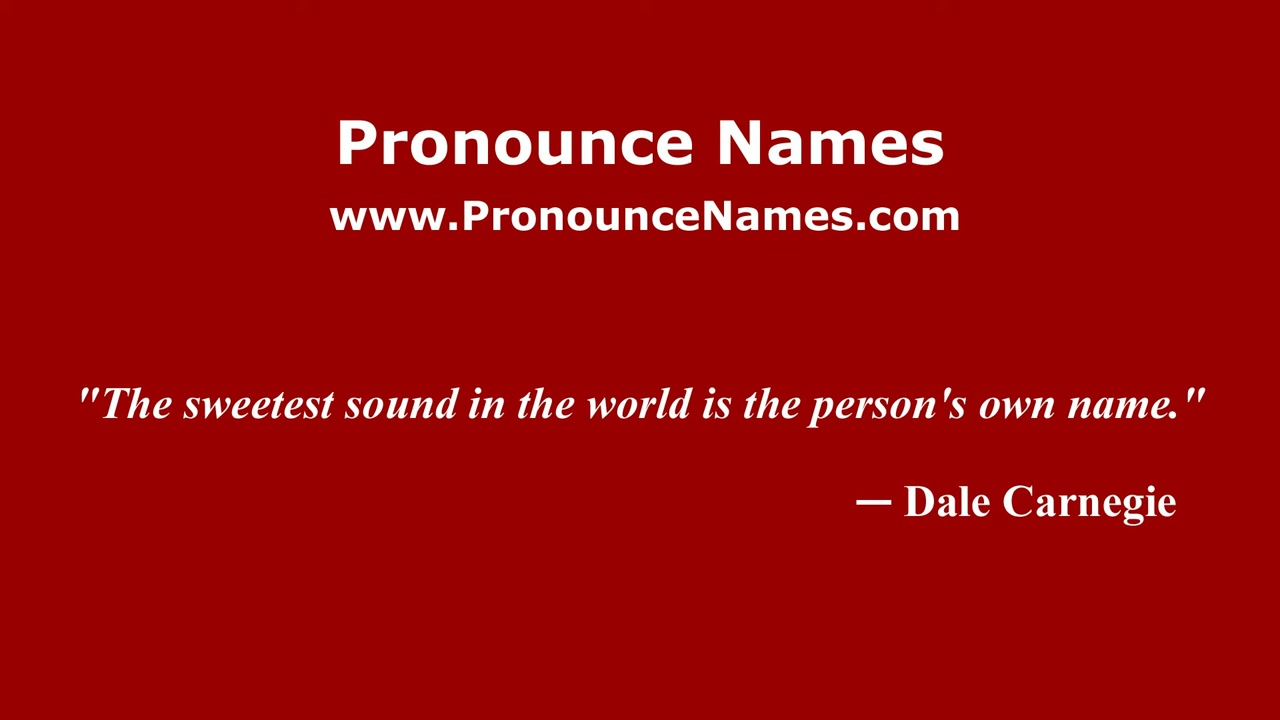 Pronounce Names
www.PronounceNames.com
"The sweetest sound in the world is the person's own name."
— Dale Carnegie